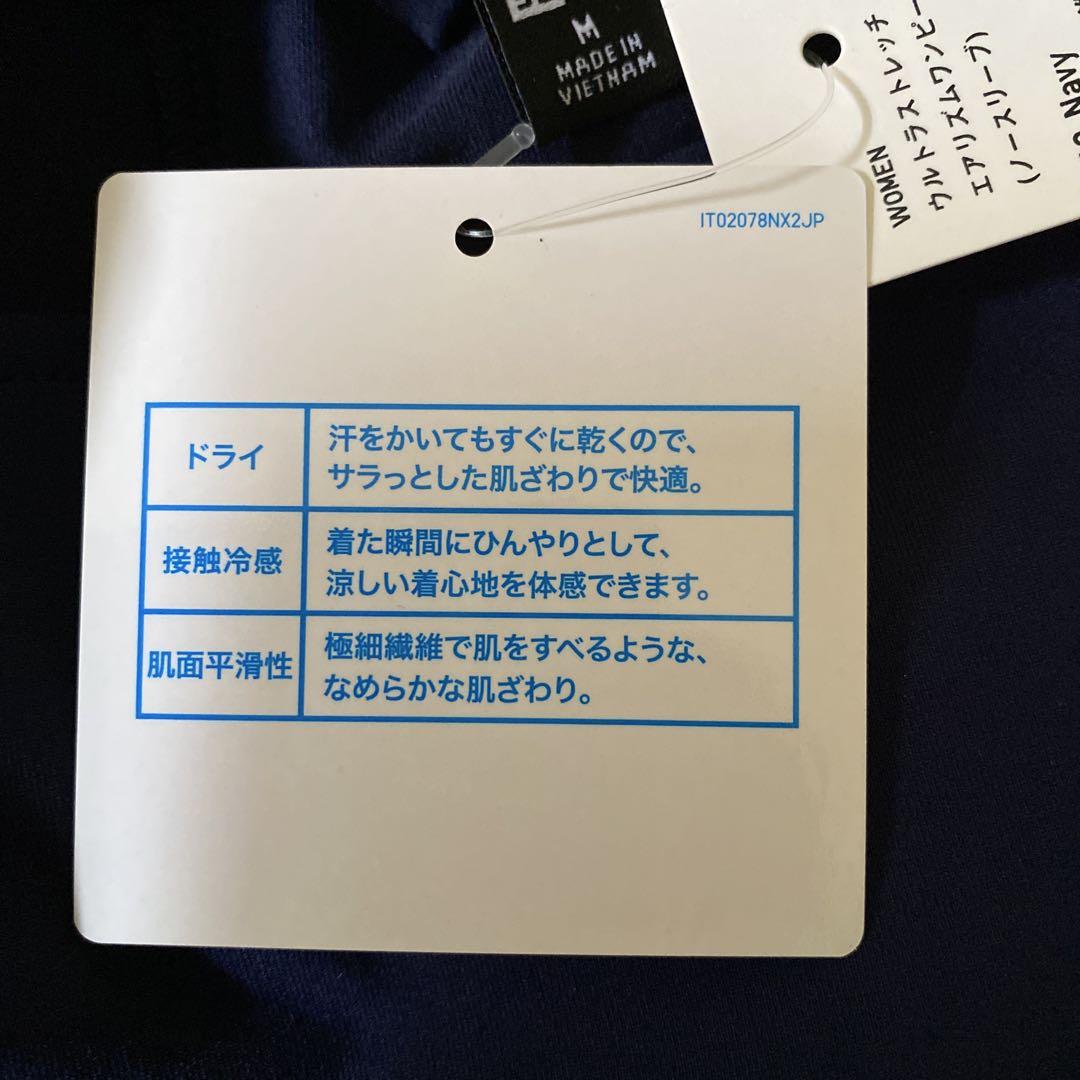 M
MADE IN
VIETNAM
WOMEN
ウルトラストレッチ
エアリズムワンピー
(ノースリーブ)
Navy
IT02078NX2JP
ドライ
汗をかいてもすぐに乾くので、
サラっとした肌ざわりで快適。
接触冷感
着た瞬間にひんやりとして、
涼しい着心地を体感できます。
肌面平滑性
極細繊維で肌をすべるような、
なめらかな肌ざわり。